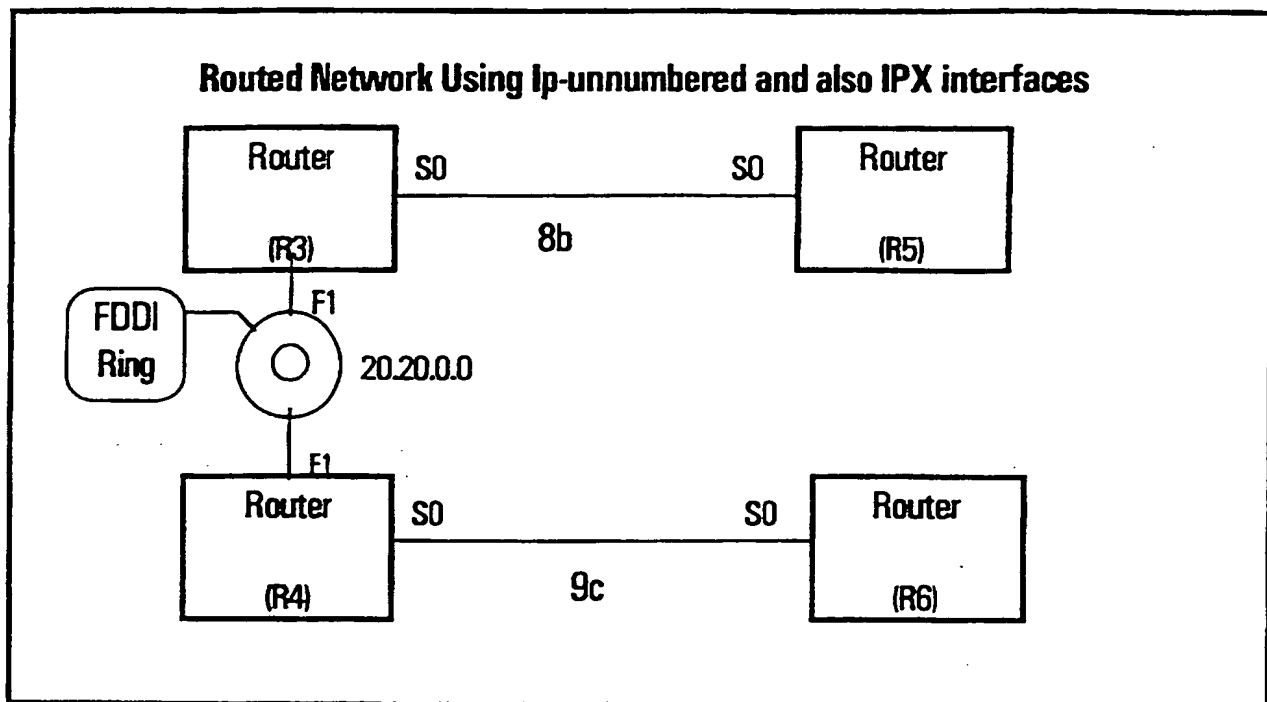 Routed Network Using Ip-unnumbered and also IPX interfaces
Router
S0
S0
Router
(R3)
8b
(R5)
F1
FDDI
Ring
20.20.0.0
F1
Router
S0
S0
Router
(R4)
9c
(R6)